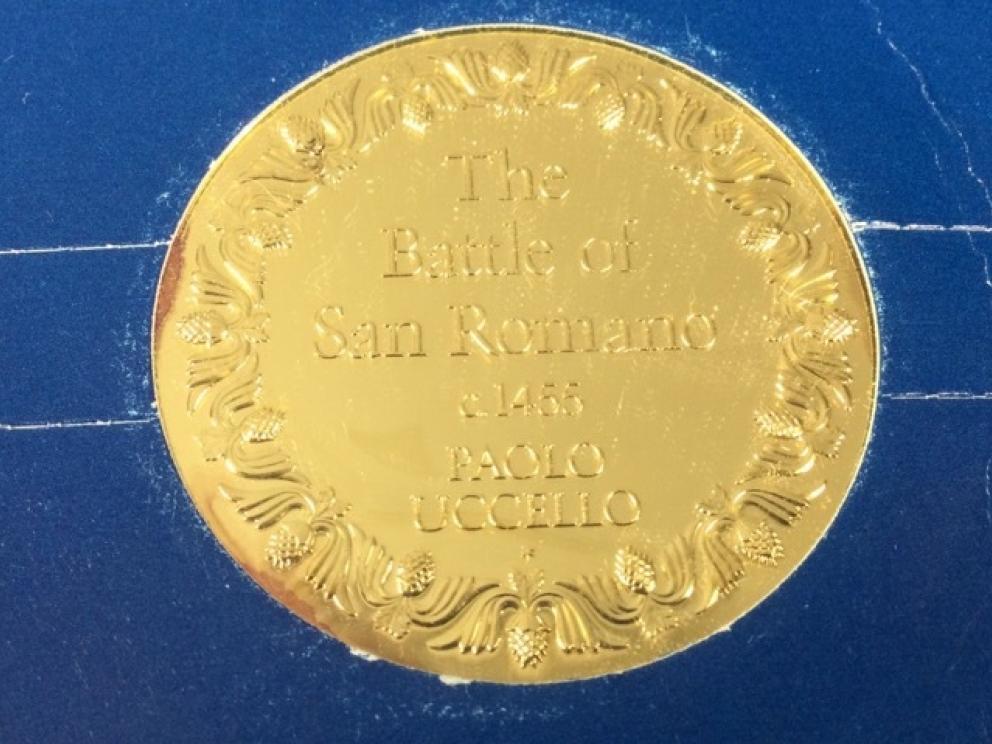 The
Battle of
San Romano
c.1455
PAOLO
UCCELLO